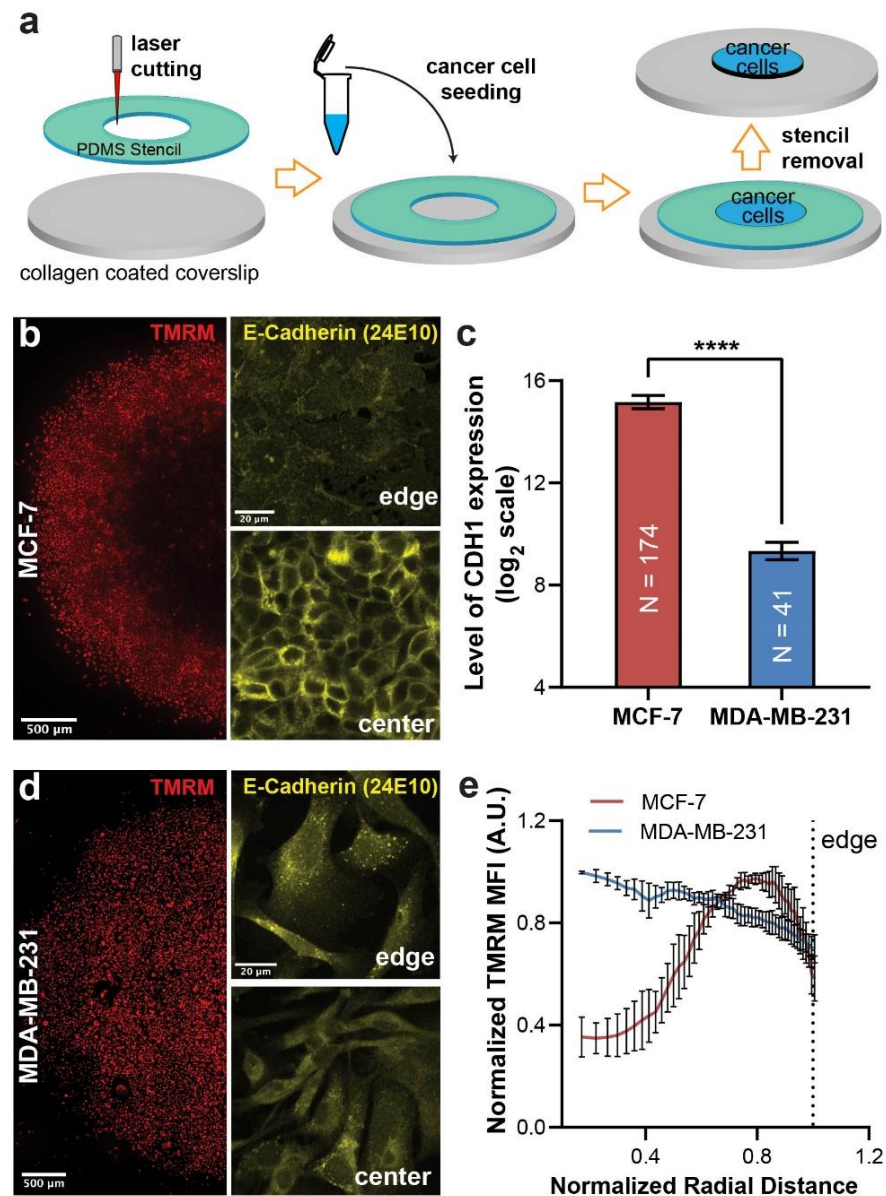 a
laser
cutting
PDMS Stencil
collagen coated coverslip
cancer cell
seeding
cancer
cells
stencil
removal
cancer
cells
b
TMRM
MCF-7
500 µm
E-Cadherin (24E10)
edge
20 µm
center
c
****
Level of CDH1 expression
(log2 scale)
16
12
8
4
N = 174
N = 41
MCF-7
MDA-MB-231
d
TMRM
MDA-MB-231
500 µm
E-Cadherin (24E10)
edge
20 µm
center
e
MCF-7
MDA-MB-231
edge
Normalized TMRM MFI (A.U.)
1.2
0.8
0.4
0.0
0.4
0.8
1.2
Normalized Radial Distance